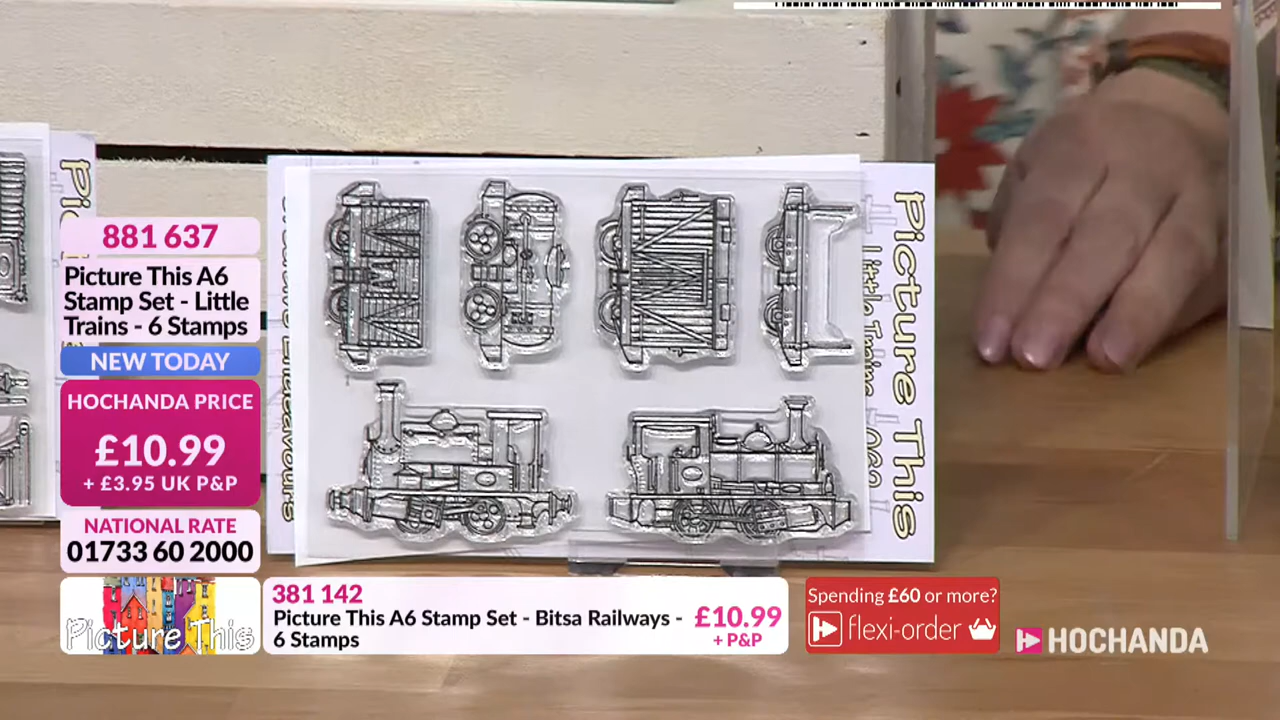 881 637
Picture This A6
Stamp Set - Little
Trains - 6 Stamps
NEW TODAY
HOCHANDA PRICE
£10.99
+ £3.95 UK P&P
NATIONAL RATE
01733 60 2000
Picture This
381 142
Picture This A6 Stamp Set - Bitsa Railways -
6 Stamps
£10.99
+ P&P
Spending £60 or more?
flexi-order
HOCHANDA
Picture This
Little Trains